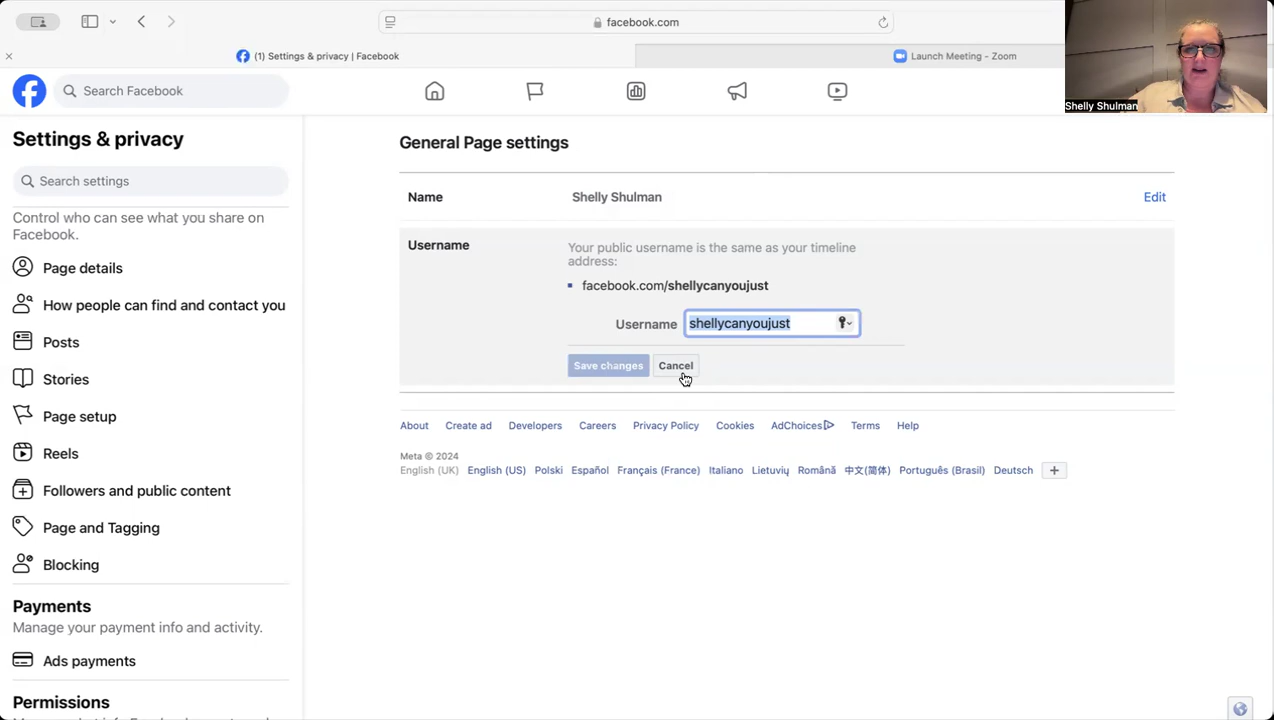 facebook.com
(1) Settings & privacy | Facebook
Launch Meeting - Zoom
Shelly Shulman
Search Facebook
Settings & privacy
Search settings
Control who can see what you share on
Facebook.
Page details
How people can find and contact you
Posts
Stories
Page setup
Reels
Followers and public content
Page and Tagging
Blocking
Payments
Manage your payment info and activity.
Ads payments
Permissions
General Page settings
Name Shelly Shulman Edit
Username Your public username is the same as your timeline
address:
facebook.com/shellycanyoujust
Username shellycanyoujust
Save changes Cancel
About Create ad Developers Careers Privacy Policy Cookies AdChoices Terms Help
Meta © 2024
English (UK) English (US) Polski Español Français (France) Italiano Lietuvių Română 中文(简体) Português (Brasil) Deutsch